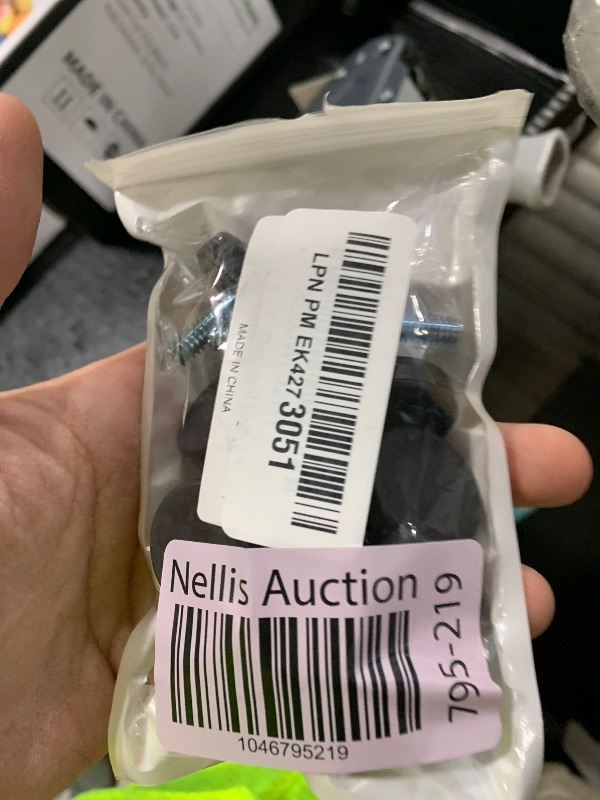 MADE IN CHINA
LPN PM EK4273051
MADE IN CHINA
Nellis Auction
795-219
1046795219